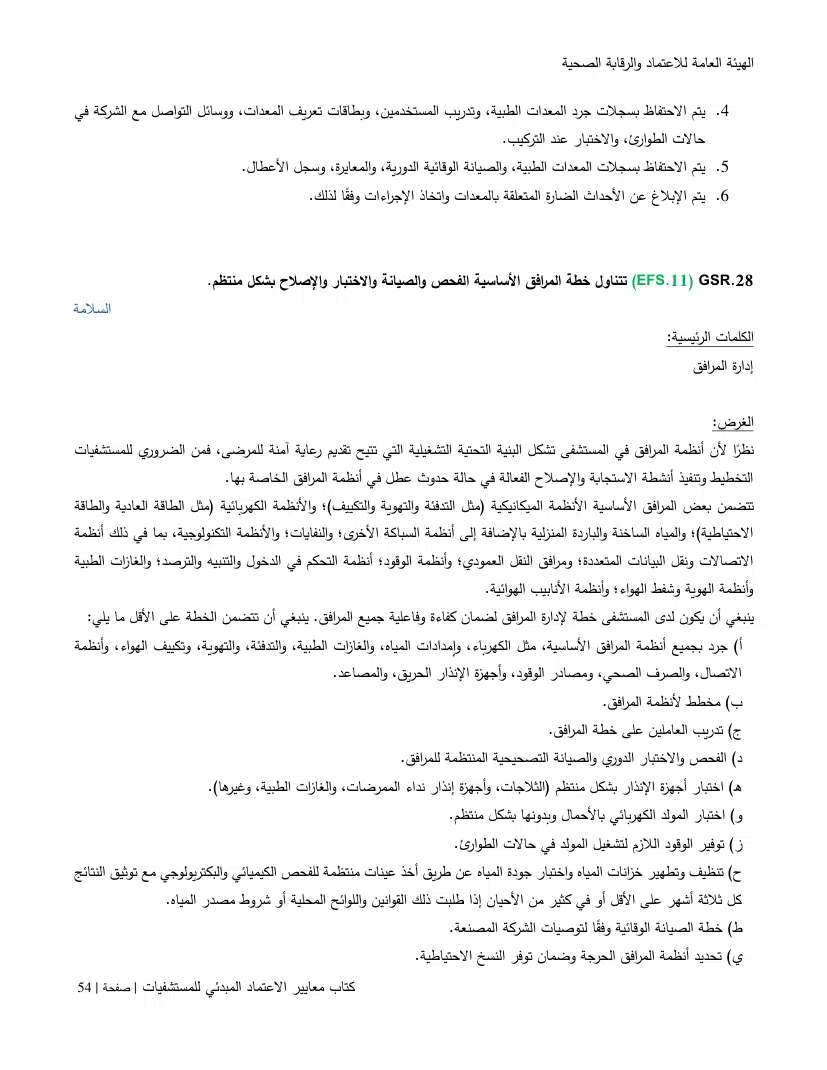 الهيئة العامة للاعتماد والرقابة الصحية
4. يتم الاحتفاظ بسجلات جرد المعدات الطبية، وتدريب المستخدمين، وبطاقات تعريف المعدات، ووسائل التواصل مع الشركة في
حالات الطوارئ، والاختبار عند التركيب.
5. يتم الاحتفاظ بسجلات المعدات الطبية، والصيانة الوقائية الدورية، والمعايرة، وسجل الأعطال.
6. يتم الإبلاغ عن الأحداث الضارة المتعلقة بالمعدات واتخاذ الإجراءات وفقًا لذلك.
GSR.28 (EFS.11) تتناول خطة المرافق الأساسية الفحص والصيانة والاختبار والإصلاح بشكل منتظم.
السلامة
الكلمات الرئيسية:
إدارة المرافق
الغرض:
نظرًا لأن أنظمة المرافق في المستشفى تشكل البنية التحتية التشغيلية التي تتيح تقديم رعاية آمنة للمرضى، فمن الضروري للمستشفيات
التخطيط وتنفيذ أنشطة الاستجابة والإصلاح الفعالة في حالة حدوث عطل في أنظمة المرافق الخاصة بها.
تتضمن بعض المرافق الأساسية الأنظمة الميكانيكية (مثل التدفئة والتهوية والتكييف)؛ والأنظمة الكهربائية (مثل الطاقة العادية والطاقة
الاحتياطية)؛ والمياه الساخنة والباردة المنزلية بالإضافة إلى أنظمة السباكة الأخرى؛ والنفايات؛ والأنظمة التكنولوجية، بما في ذلك أنظمة
الاتصالات ونقل البيانات المتعددة؛ ومرافق النقل العمودي؛ وأنظمة الوقود؛ أنظمة التحكم في الدخول والتنبيه والترصد؛ والغازات الطبية
وأنظمة الهوية وشفط الهواء؛ وأنظمة الأنابيب الهوائية.
ينبغي أن يكون لدى المستشفى خطة لإدارة المرافق لضمان كفاءة وفاعلية جميع المرافق. ينبغي أن تتضمن الخطة على الأقل ما يلي:
أ) جرد بجميع أنظمة المرافق الأساسية، مثل الكهرباء، وإمدادات المياه، والغازات الطبية، والتدفئة، والتهوية، وتكييف الهواء، وأنظمة
الاتصال، والصرف الصحي، ومصادر الوقود، وأجهزة الإنذار الحريق، والمصاعد.
ب) مخطط لأنظمة المرافق.
ج) تدريب العاملين على خطة المرافق.
د) الفحص والاختبار الدوري والصيانة التصحيحية المنتظمة للمرافق.
ه) اختبار أجهزة الإنذار بشكل منتظم (الثلاجات، وأجهزة إنذار نداء الممرضات، والغازات الطبية، وغيرها).
و) اختبار المولد الكهربائي بالأحمال وبدونها بشكل منتظم.
ز) توفير الوقود اللازم لتشغيل المولد في حالات الطوارئ.
ح) تنظيف وتطهير خزانات المياه واختبار جودة المياه عن طريق أخذ عينات منتظمة للفحص الكيميائي والبكتريولوجي مع توثيق النتائج
كل ثلاثة أشهر على الأقل أو في كثير من الأحيان إذا طلبت ذلك القوانين واللوائح المحلية أو شروط مصدر المياه.
ط) خطة الصيانة الوقائية وفقًا لتوصيات الشركة المصنعة.
ي) تحديد أنظمة المرافق الحرجة وضمان توفر النسخ الاحتياطية.
كتاب معايير الاعتماد المبدئي للمستشفيات | صفحة | 54